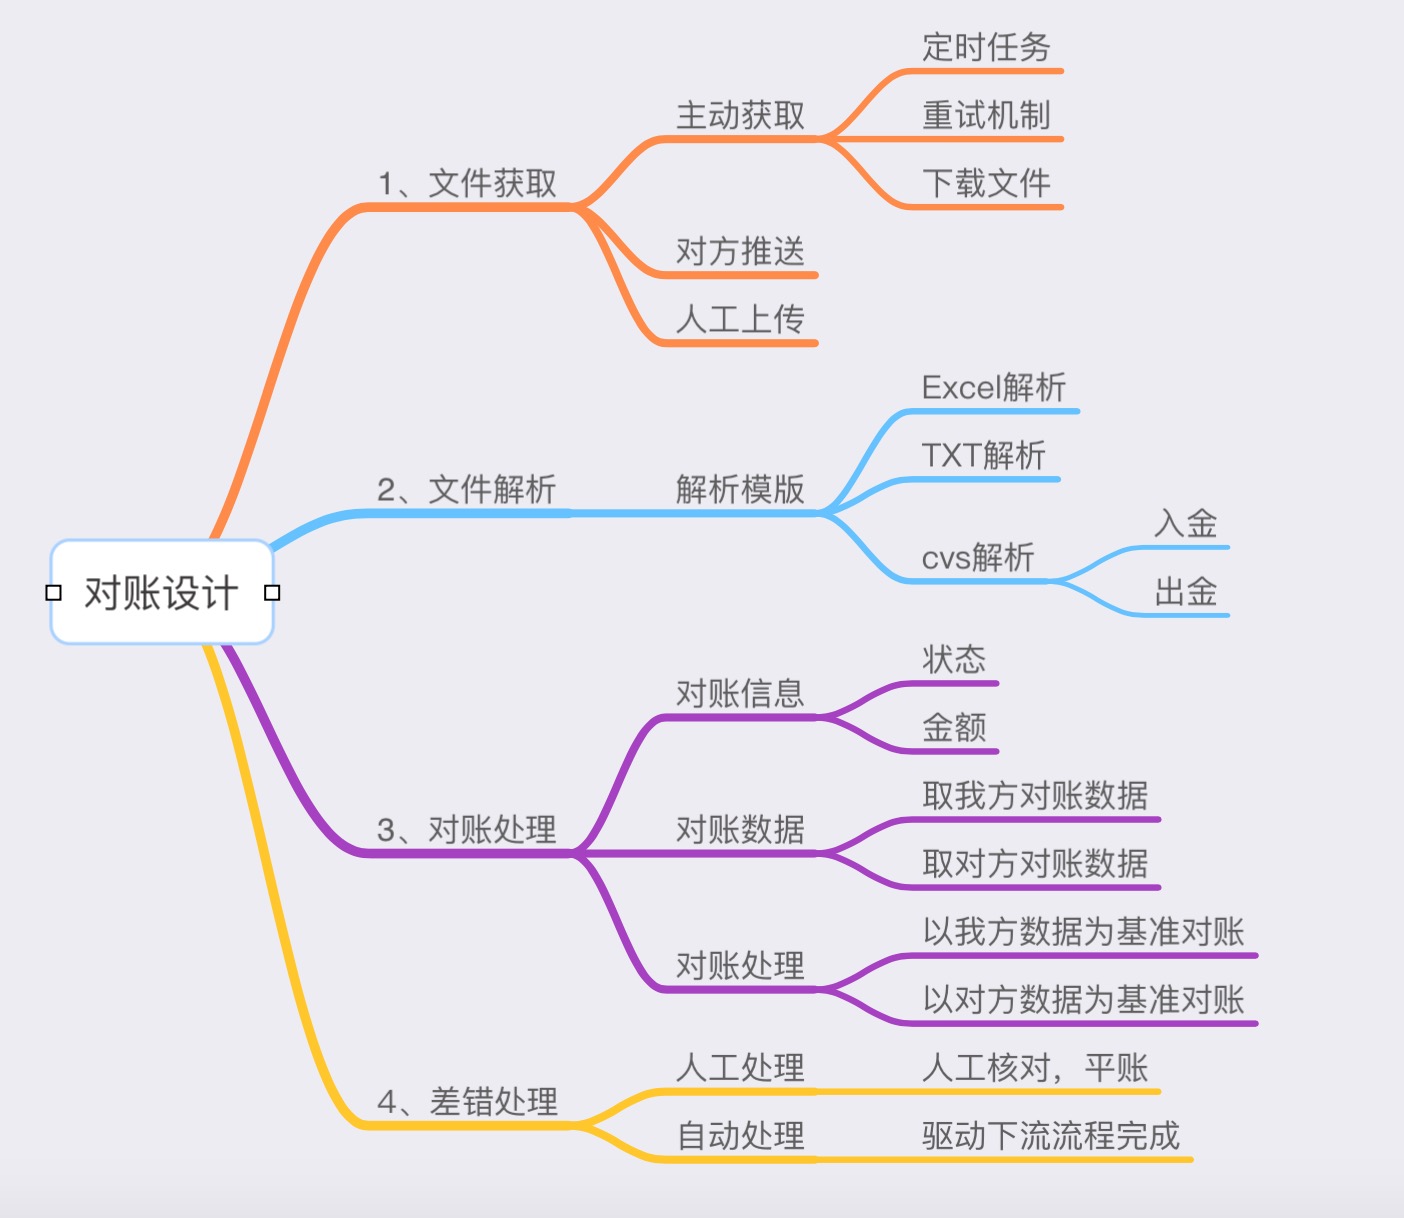 对账设计
1、文件获取
主动获取
定时任务
重试机制
下载文件
对方推送
人工上传
2、文件解析
解析模版
Excel解析
TXT解析
cvs解析
入金
出金
3、对账处理
对账信息
状态
金额
对账数据
取我方对账数据
取对方对账数据
对账处理
以我方数据为基准对账
以对方数据为基准对账
4、差错处理
人工处理
人工核对，平账
自动处理
驱动下流流程完成